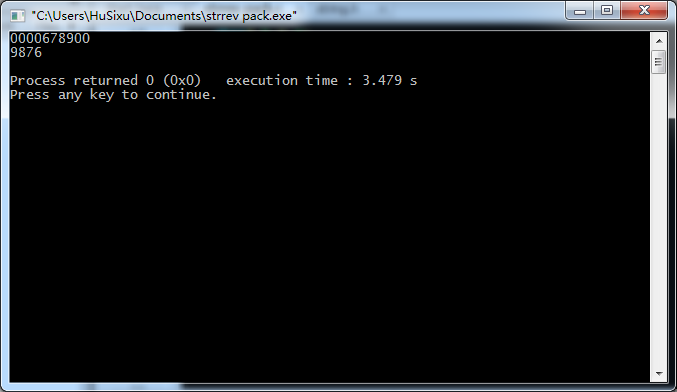 "C:\Users\HuSixu\Documents\strrev pack.exe"
0000678900
9876
Process returned 0 (0x0)   execution time : 3.479 s
Press any key to continue.